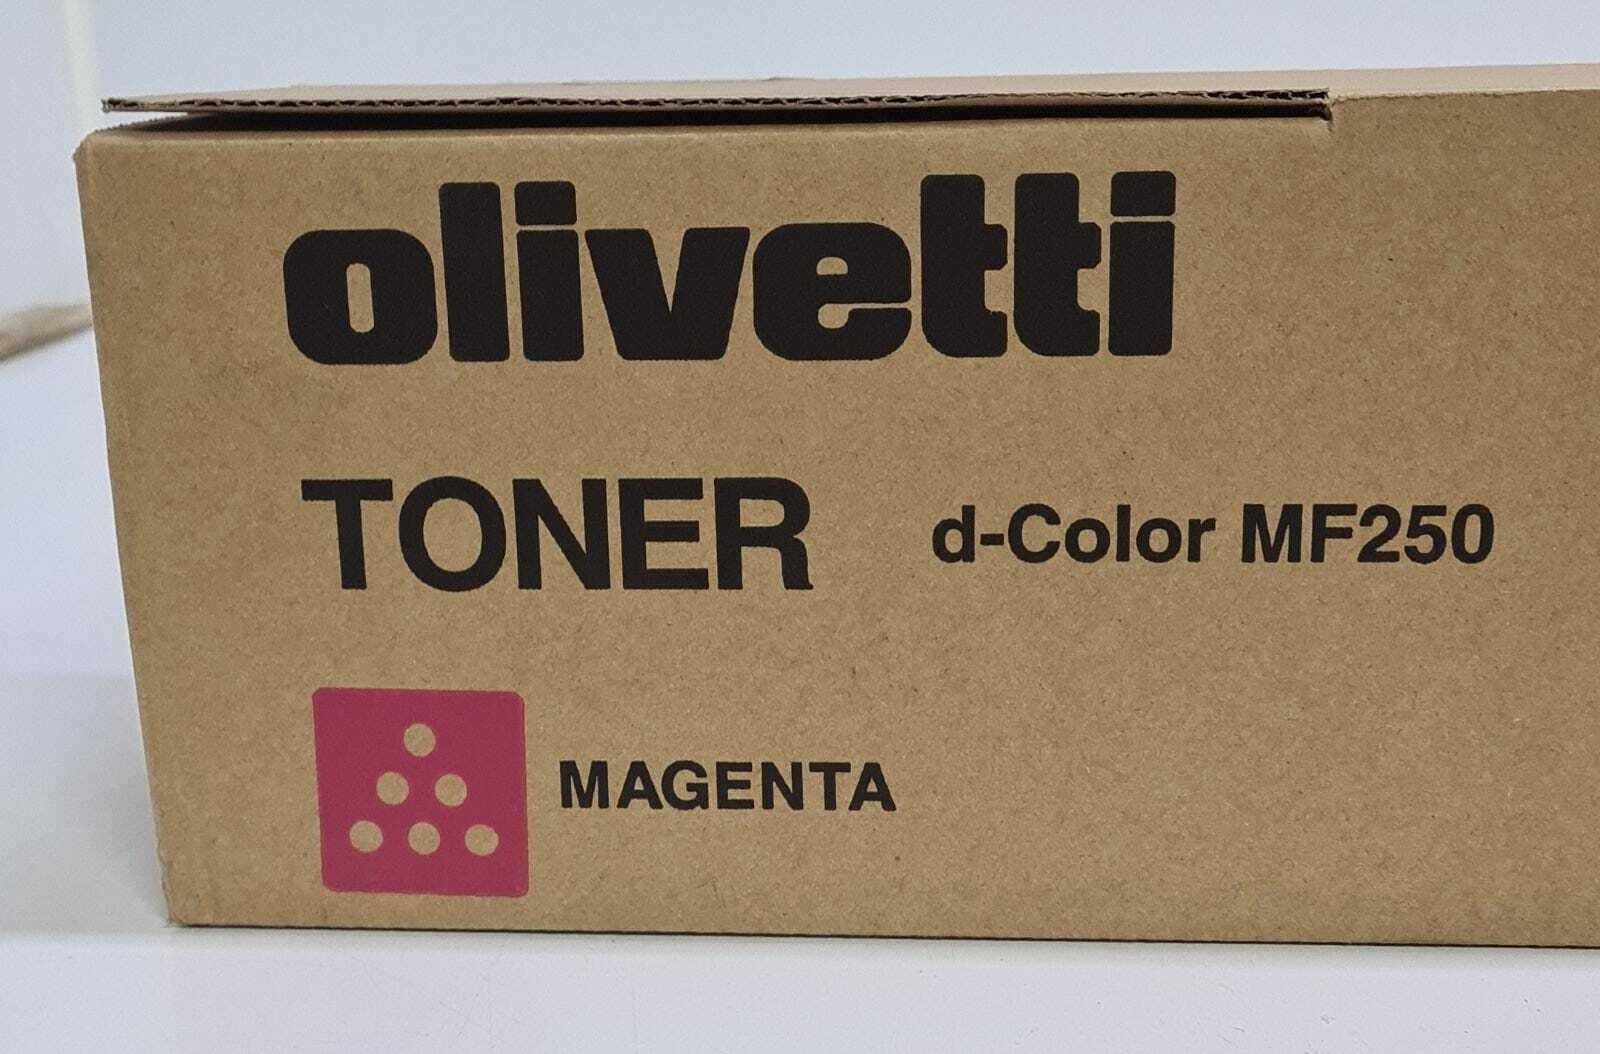 olivetti
TONER d-Color MF250
MAGENTA